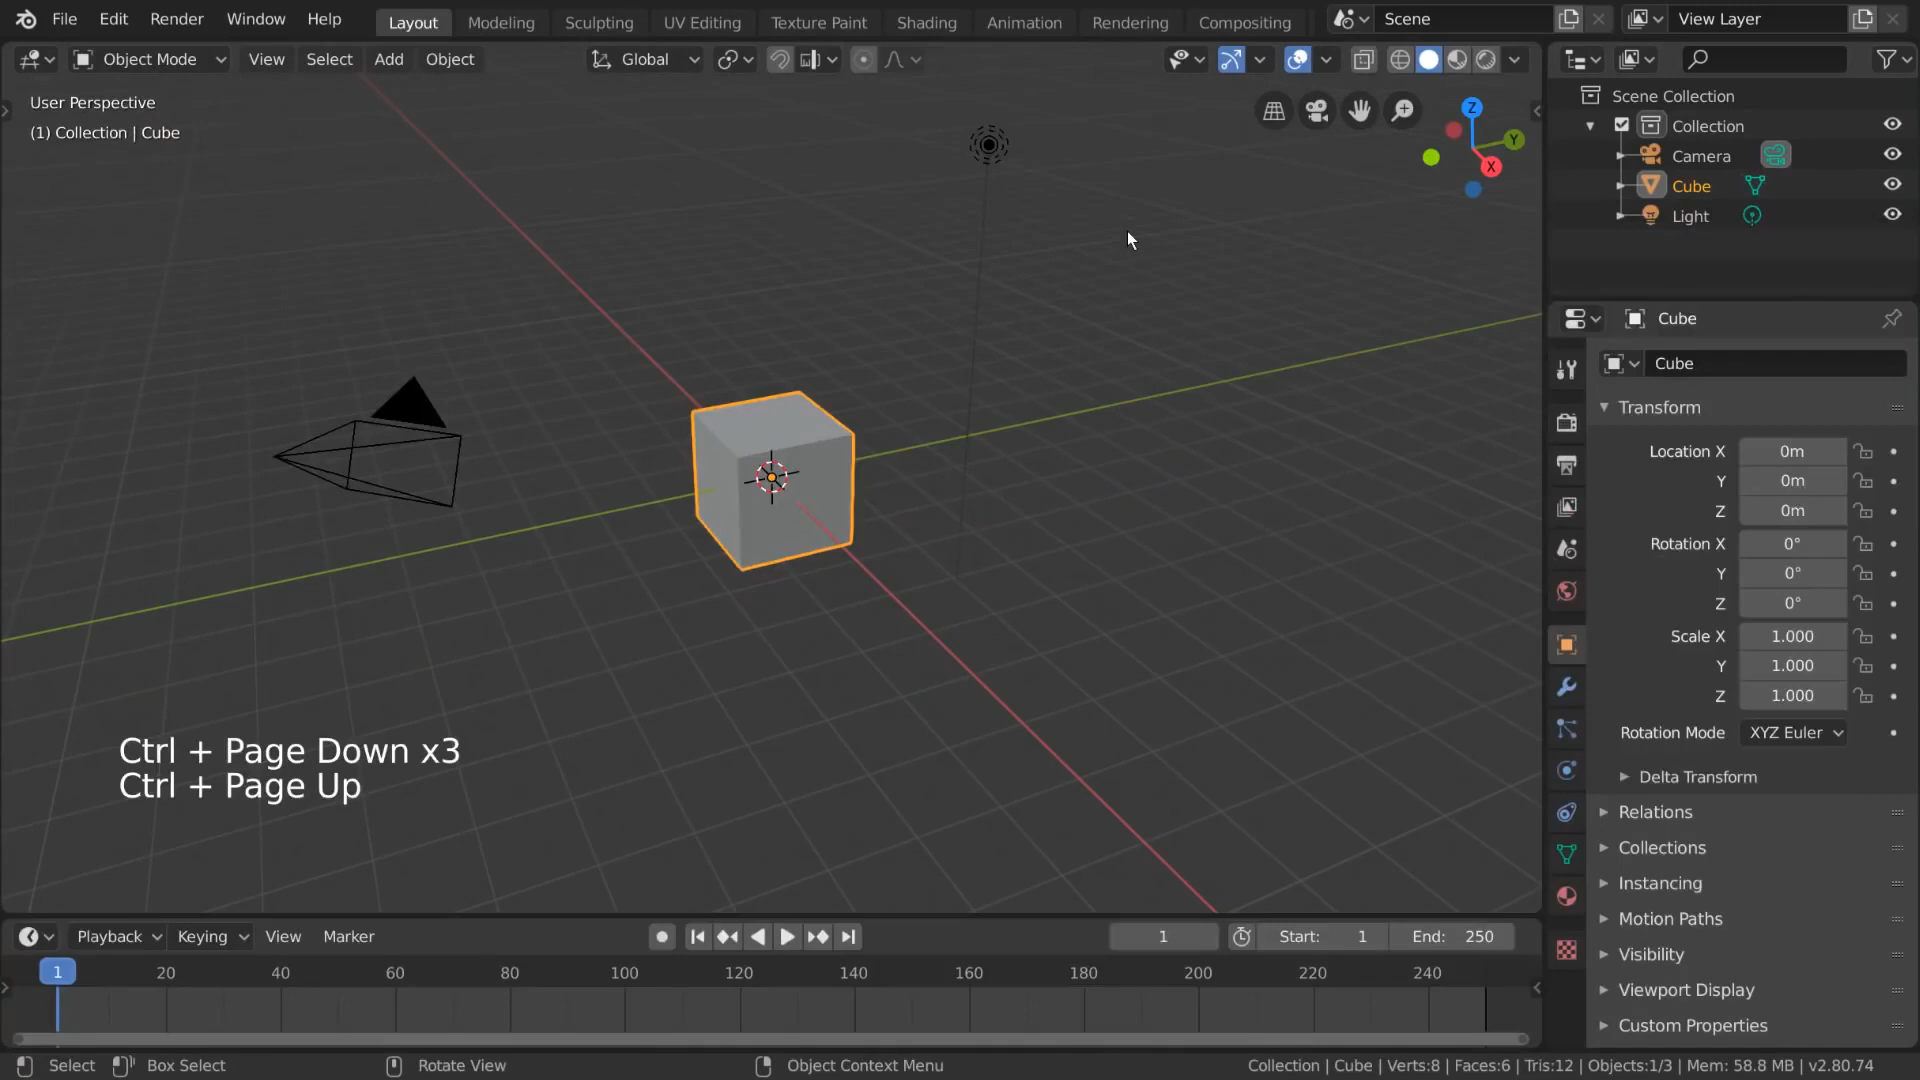 File Edit Render Window Help Layout Modeling Sculpting UV Editing Texture Paint Shading Animation Rendering Compositing Scene View Layer
Object Mode View Select Add Object Global
User Perspective
(1) Collection | Cube
Z
Y
X
Scene Collection
Collection
Camera
Cube
Light
Cube
Cube
Transform
Location X 0m
Y 0m
Z 0m
Rotation X 0°
Y 0°
Z 0°
Scale X 1.000
Y 1.000
Z 1.000
Rotation Mode XYZ Euler
Delta Transform
Relations
Collections
Instancing
Motion Paths
Visibility
Viewport Display
Custom Properties
Ctrl + Page Down x3
Ctrl + Page Up
Playback Keying View Marker 1 Start: 1 End: 250
1 20 40 60 80 100 120 140 160 180 200 220 240
Select Box Select Rotate View Object Context Menu Collection | Cube | Verts:8 | Faces:6 | Tris:12 | Objects:1/3 | Mem: 58.8 MB | v2.80.74